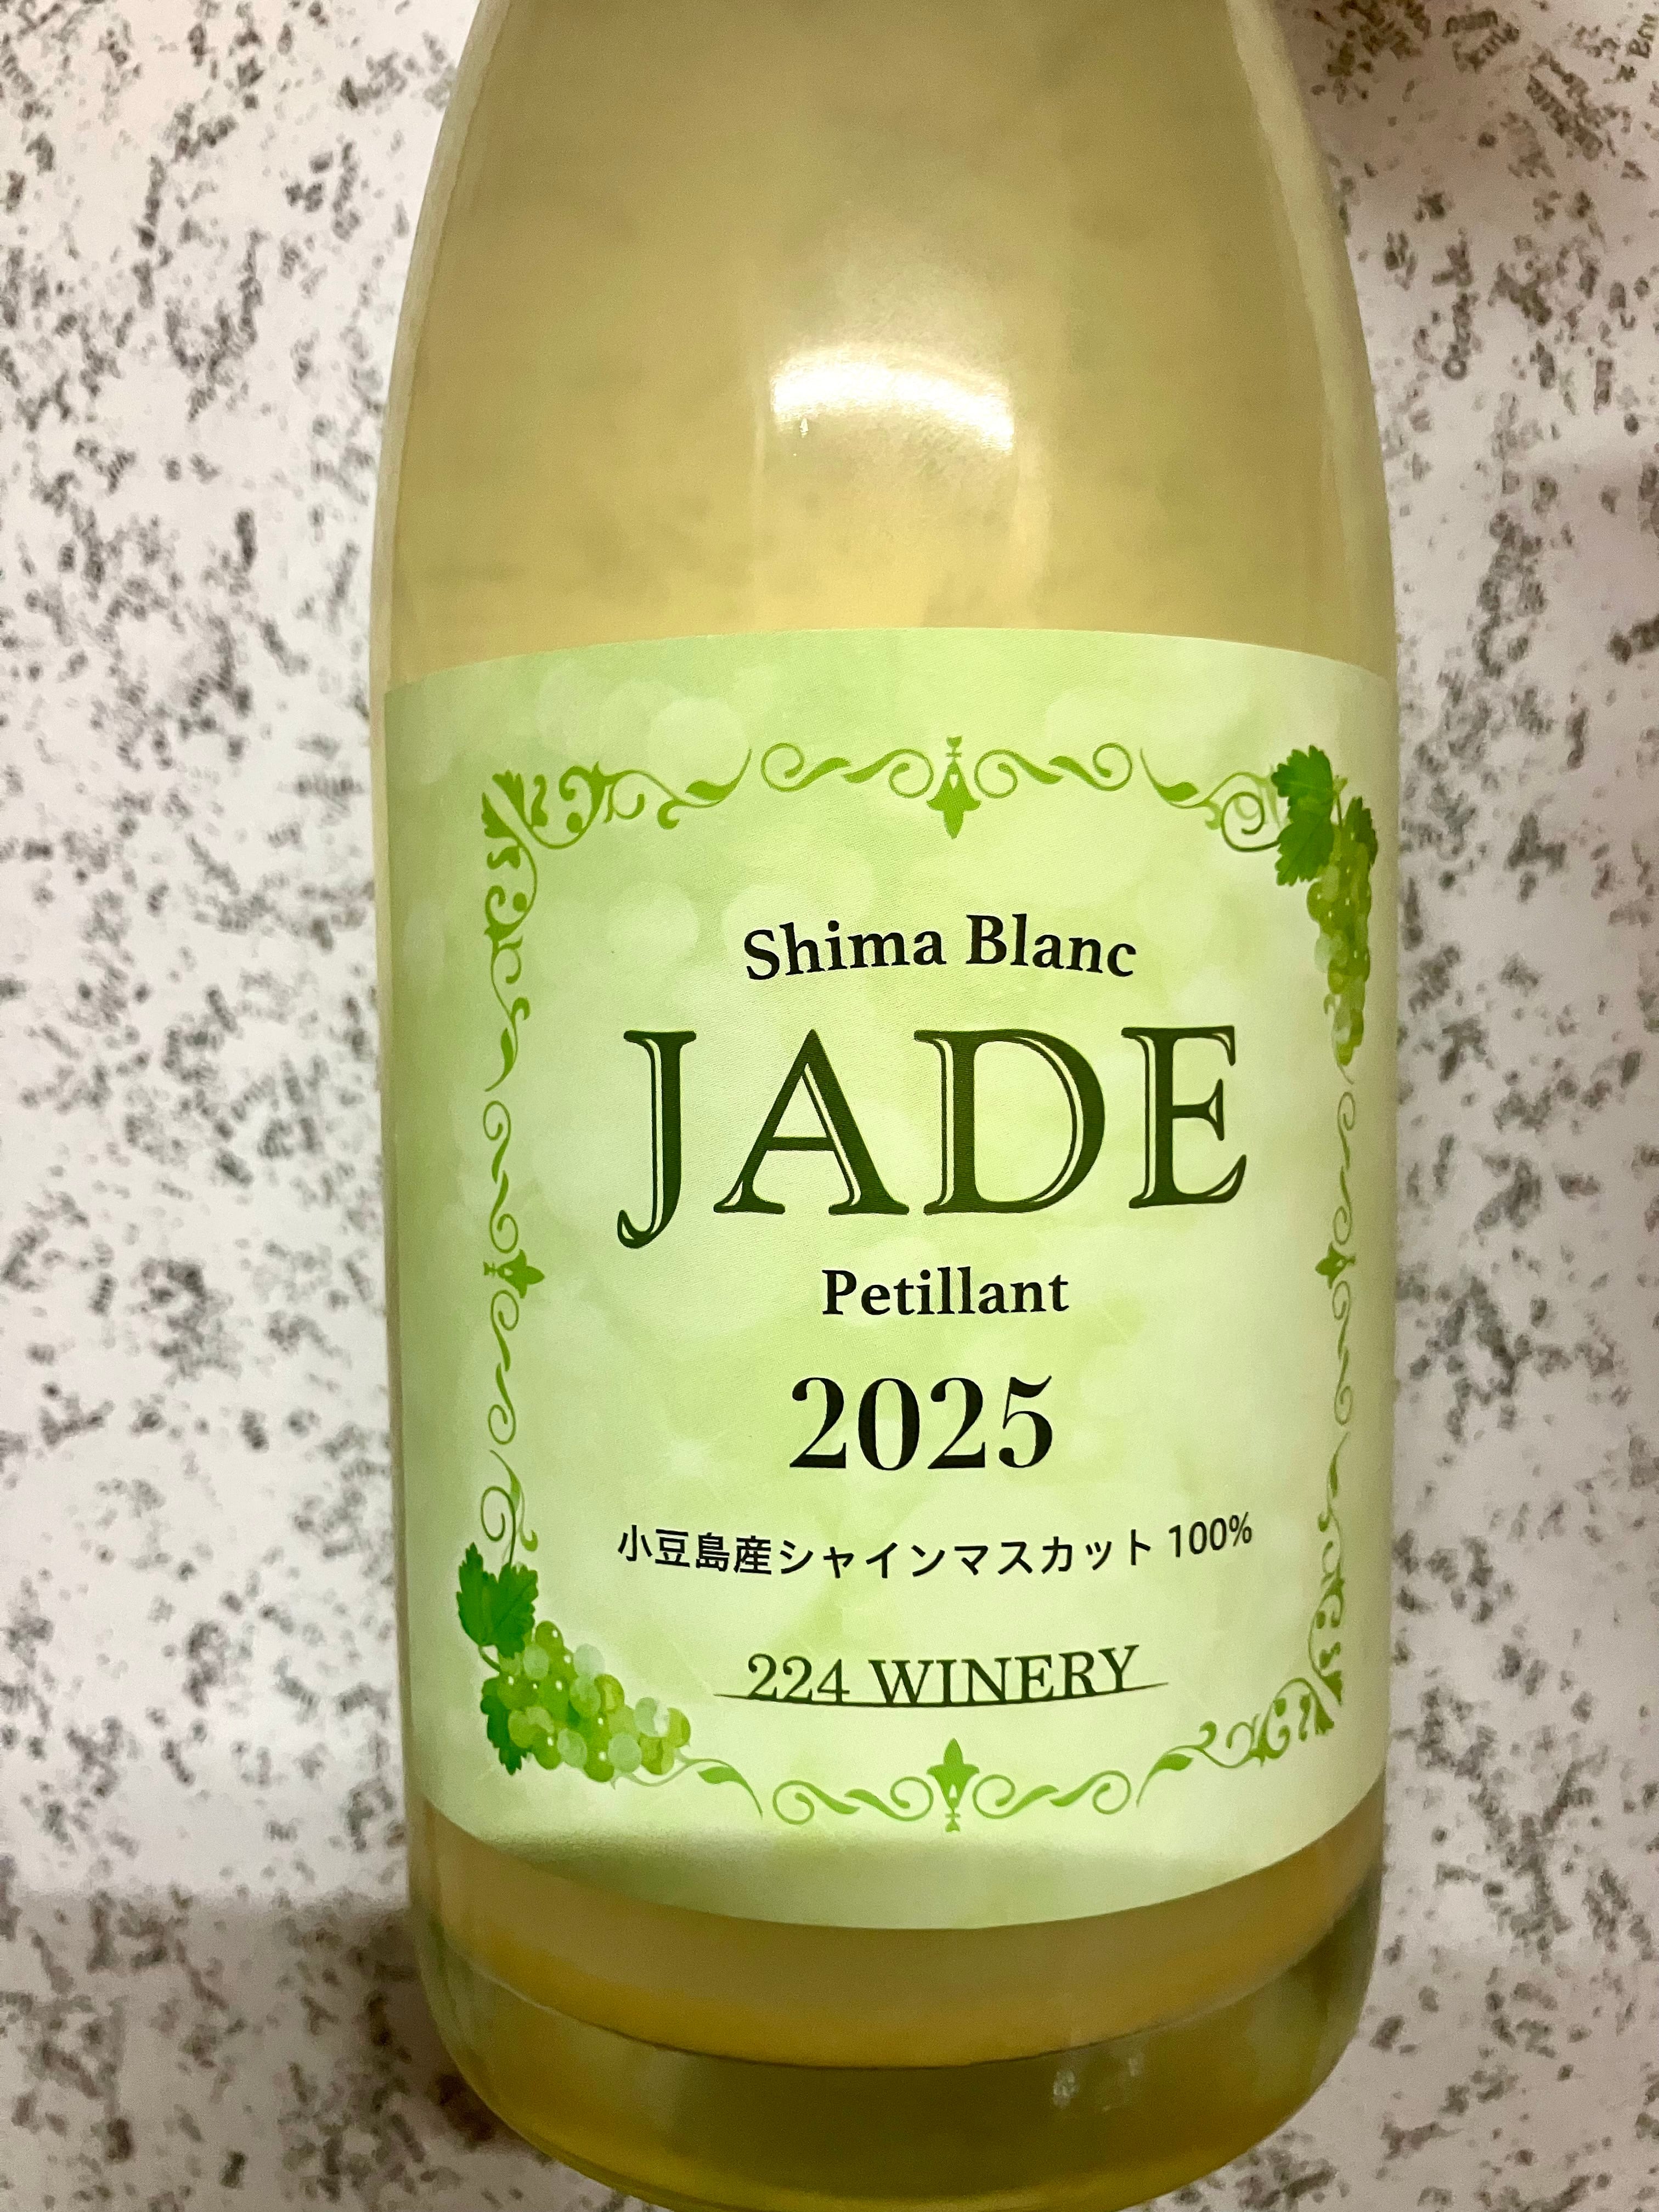 Shima Blanc
JADE
Petillant
2025
小豆島産シャインマスカット 100%
224 WINERY